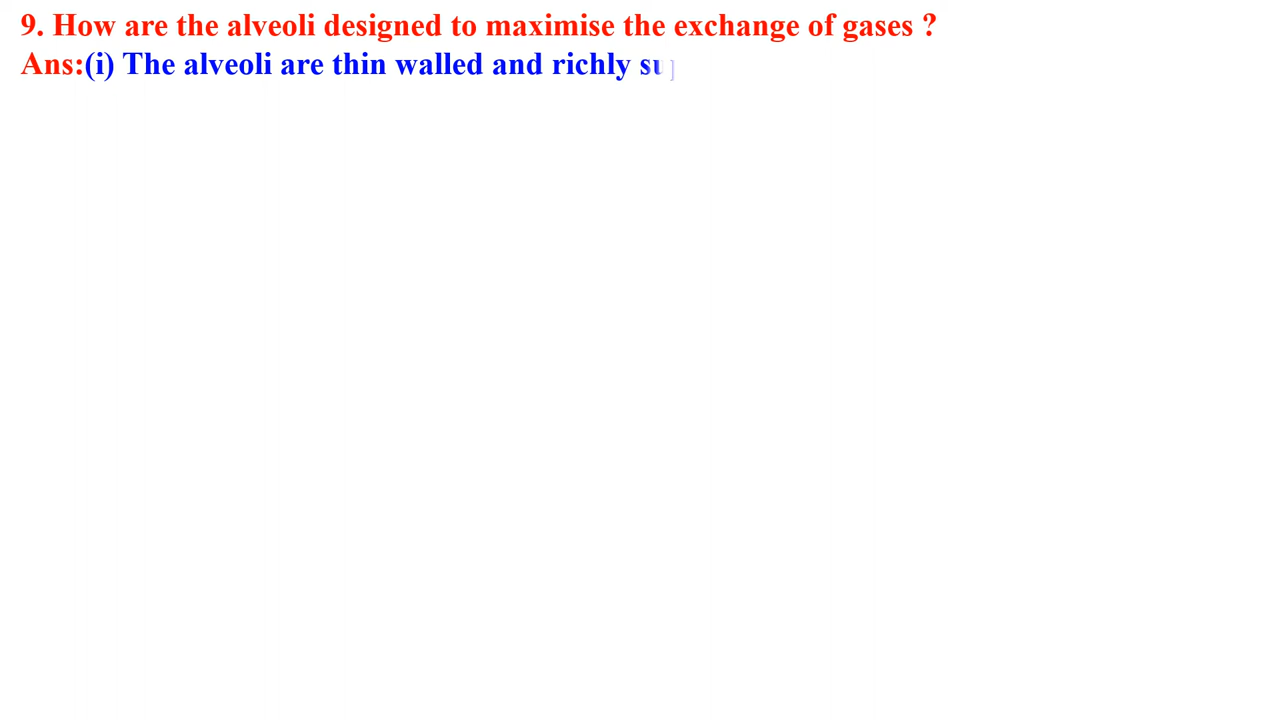 9. How are the alveoli designed to maximise the exchange of gases ?
Ans:(i) The alveoli are thin walled and richly